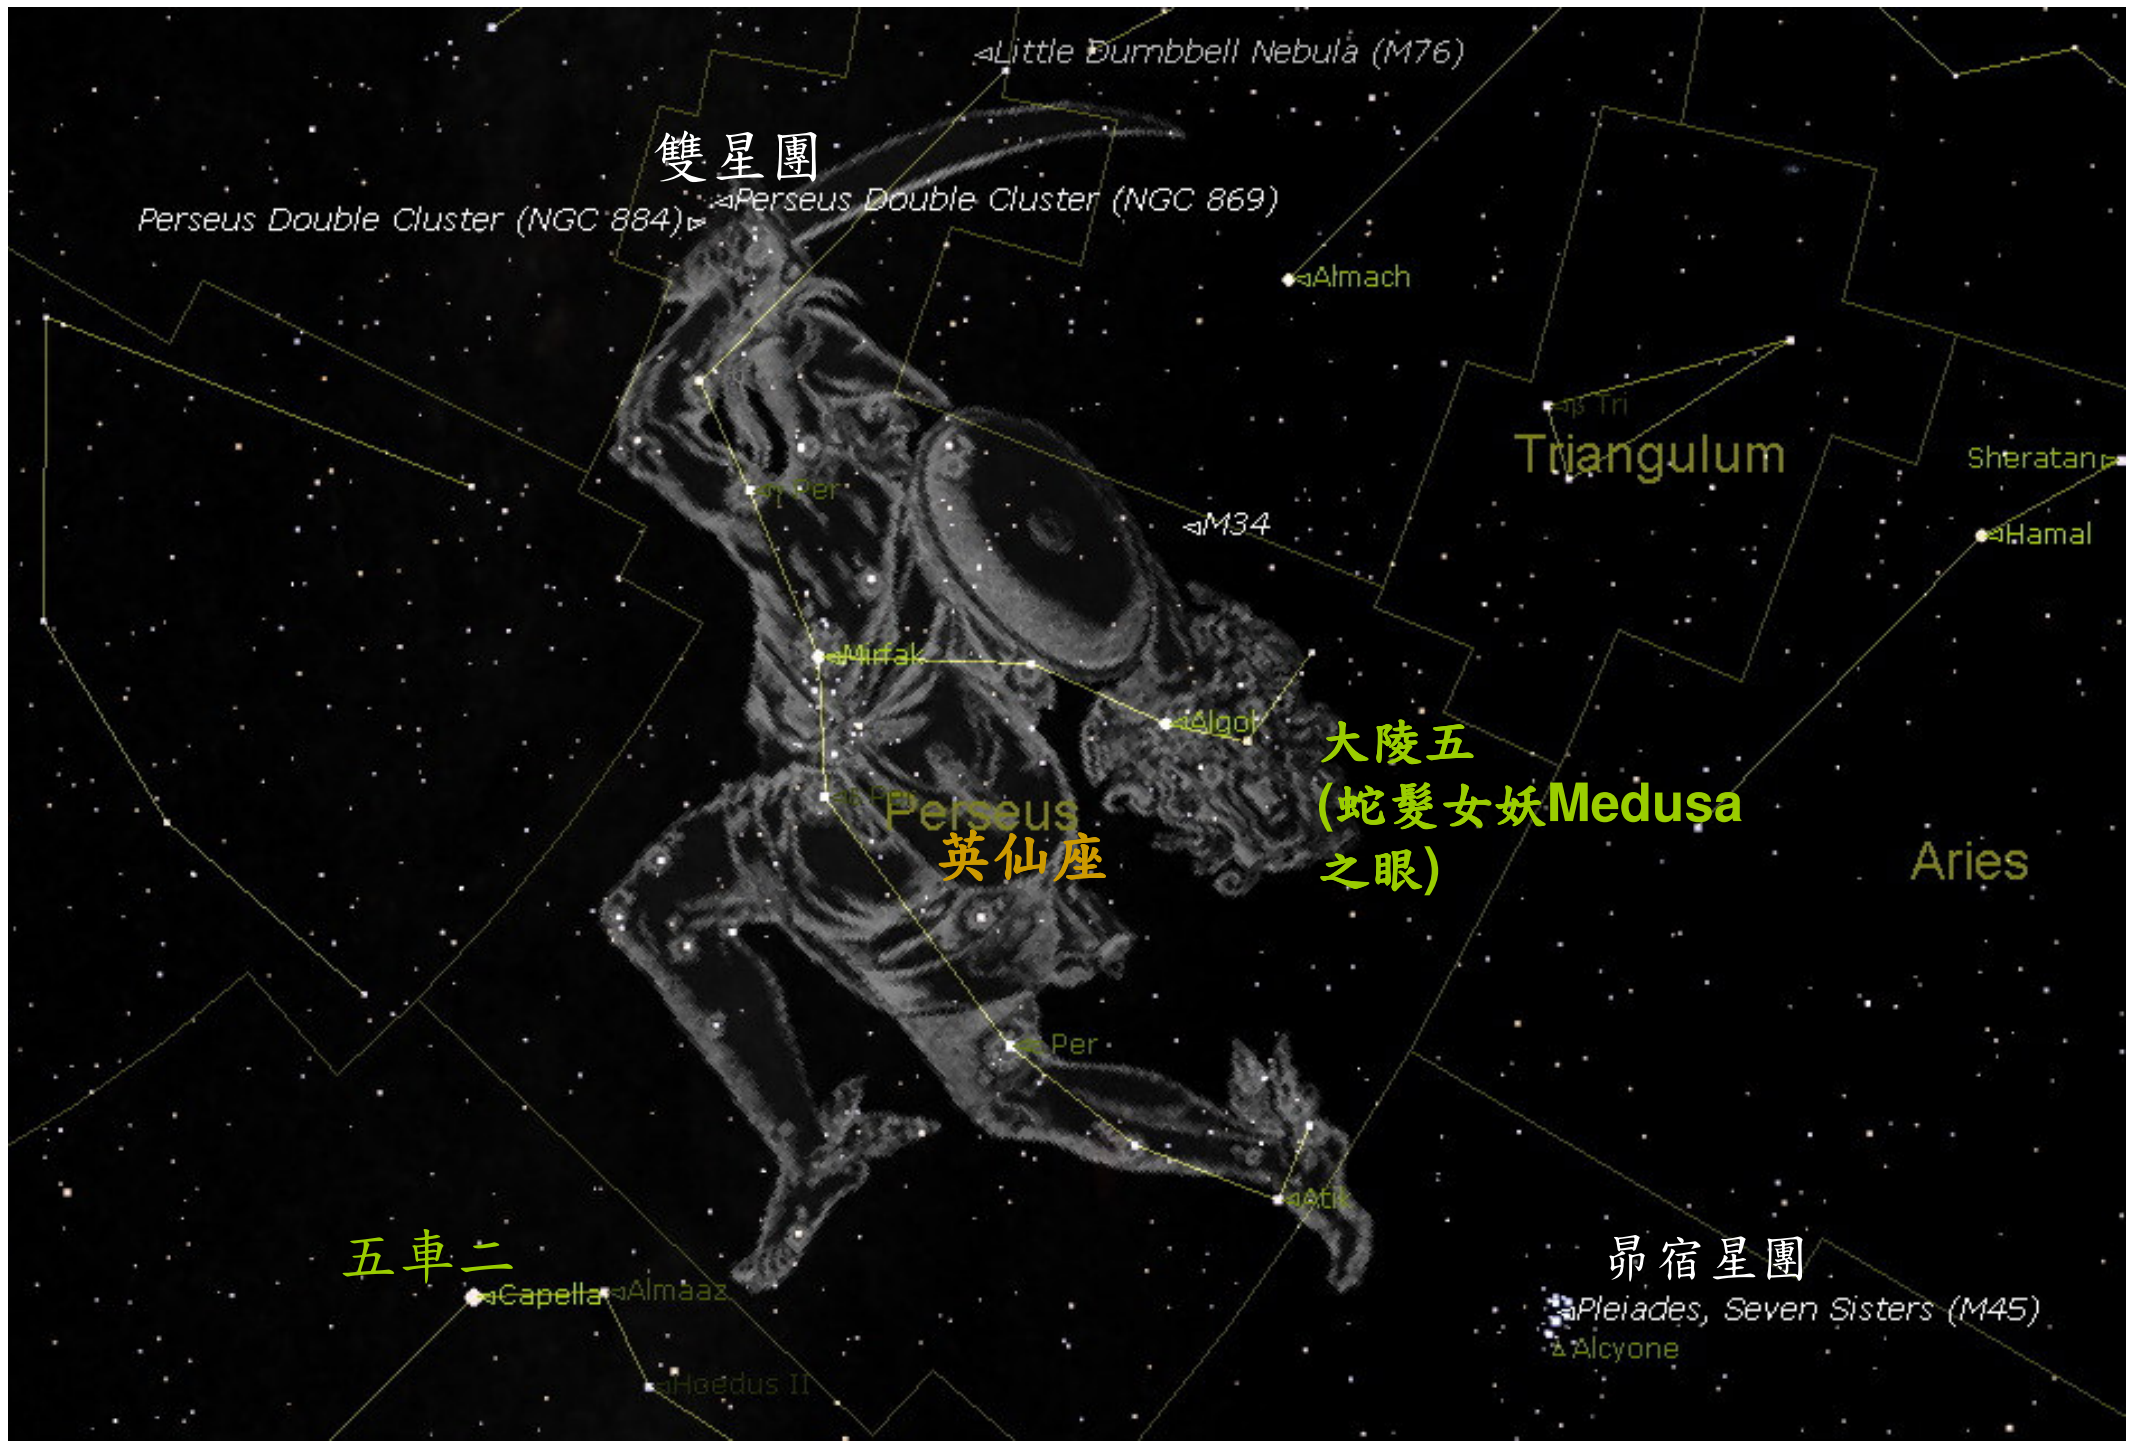 ◃Little Dumbbell Nebula (M76)
雙星團
◃Perseus Double Cluster (NGC 869)
Perseus Double Cluster (NGC 884)▹
◃Almach
◃β Tri
Triangulum
Sheratan▹
◃η Per
◃M34
◃Hamal
◃Mirfak
◃Algol
大陵五
(蛇髮女妖Medusa
之眼)
Per
Perseus
英仙座
Aries
Per
◃Atik
五車二
◃Capella
◃Almaaz
昴宿星團
◃Pleiades, Seven Sisters (M45)
Alcyone
◃Hoedus II